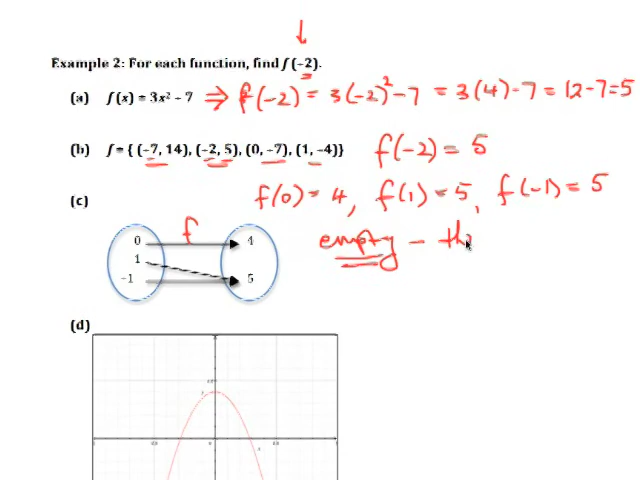 Example 2: For each function, find f (−2).
(a) f (x) = 3x² − 7 ⇒ f(-2) = 3(-2)² - 7 = 3(4) - 7 = 12 - 7 = 5
(b) f = { (−7, 14), (−2, 5), (0, −7), (1, −4)} f(-2) = 5
(c) f(0) = 4, f(1) = 5, f(-1) = 5
f
0 4
1
−1 5
empty - th
(d)